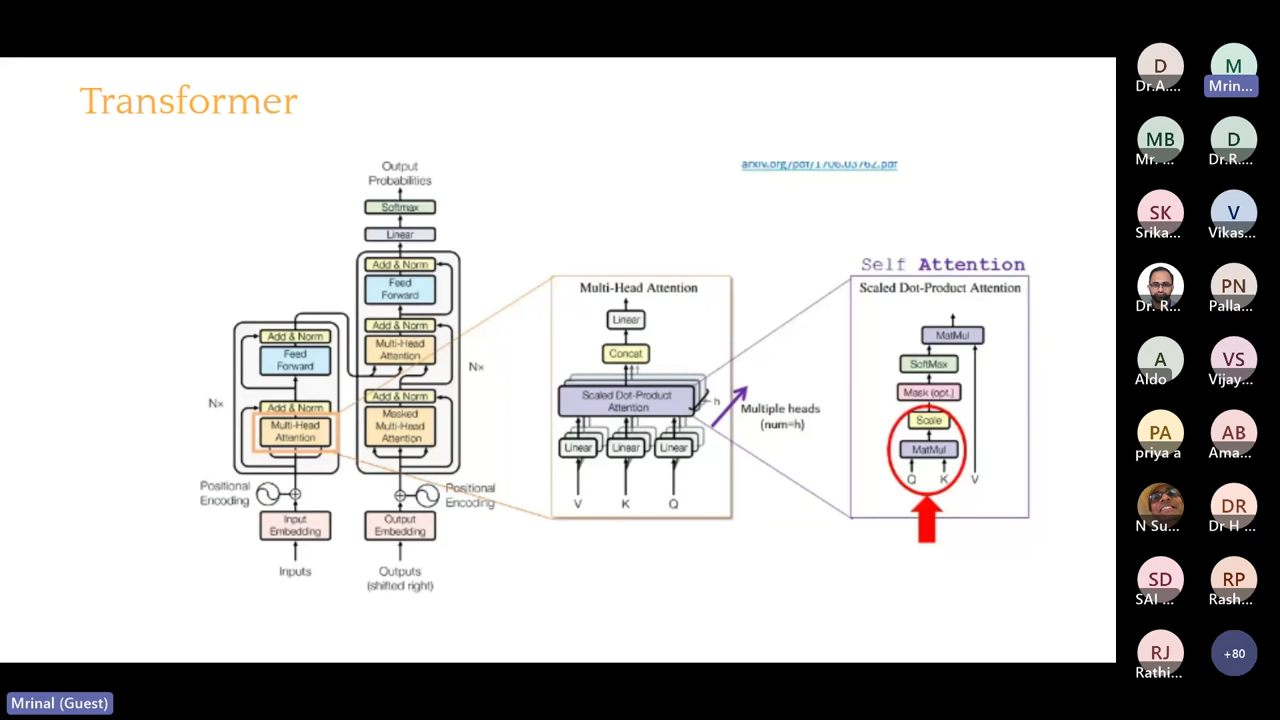 Transformer
arxiv.org/pdf/1706.03762.pdf
Output
Probabilities
Softmax
Linear
Add & Norm
Feed
Forward
Add & Norm
Multi-Head
Attention
Add & Norm
Masked
Multi-Head
Attention
Nx
Positional
Encoding
Output
Embedding
Outputs
(shifted right)
Add & Norm
Feed
Forward
Nx
Add & Norm
Multi-Head
Attention
Positional
Encoding
Input
Embedding
Inputs
Multi-Head Attention
Linear
Concat
Scaled Dot-Product
Attention
h
Linear
Linear
Linear
V
K
Q
Multiple heads
(num=h)
Self Attention
Scaled Dot-Product Attention
MatMul
SoftMax
Mask (opt.)
Scale
MatMul
Q
K
V
D
Dr.A....
M
Mrin...
MB
Mr. ...
D
Dr.R....
SK
Srika...
V
Vikas...
Dr. R...
PN
Palla...
A
Aldo
VS
Vijay...
PA
priya a
AB
Ama...
N Su...
DR
Dr H ...
SD
SAI ...
RP
Rash...
RJ
Rathi...
+80
Mrinal (Guest)